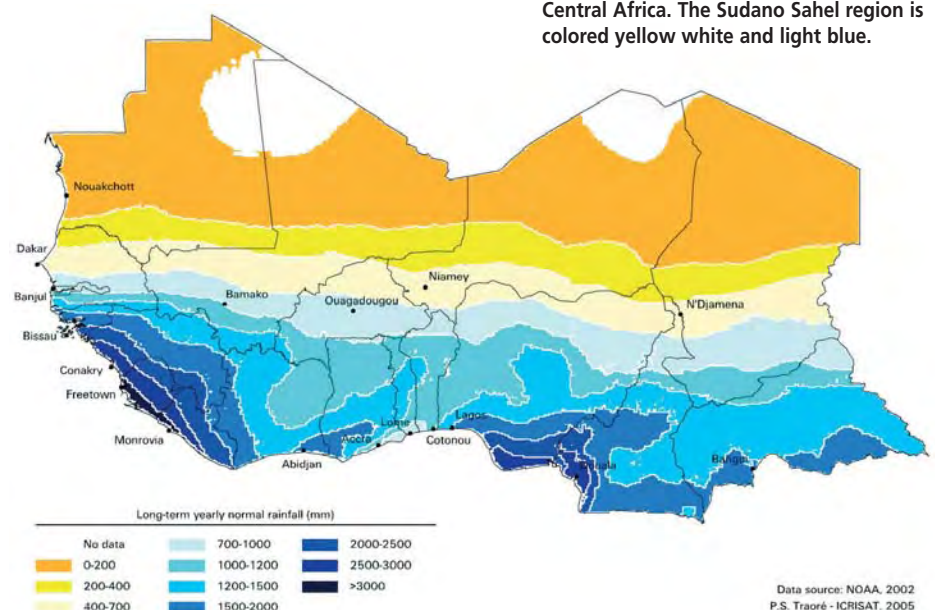 Central Africa. The Sudano Sahel region is
colored yellow white and light blue.
Nouakchott
Dakar
Niamey
Banjul
Bamako
Ouagadougou
N'Djamena
Bissau
Conakry
Freetown
Lome
Lagos
Accra
Cotonou
Monrovia
Abidjan
Bangui
Long-term yearly normal rainfall (mm)
No data
0-200
200-400
400-700
700-1000
1000-1200
1200-1500
1500-2000
2000-2500
2500-3000
>3000
Data source: NOAA, 2002
P.S. Traoré - ICRISAT, 2005